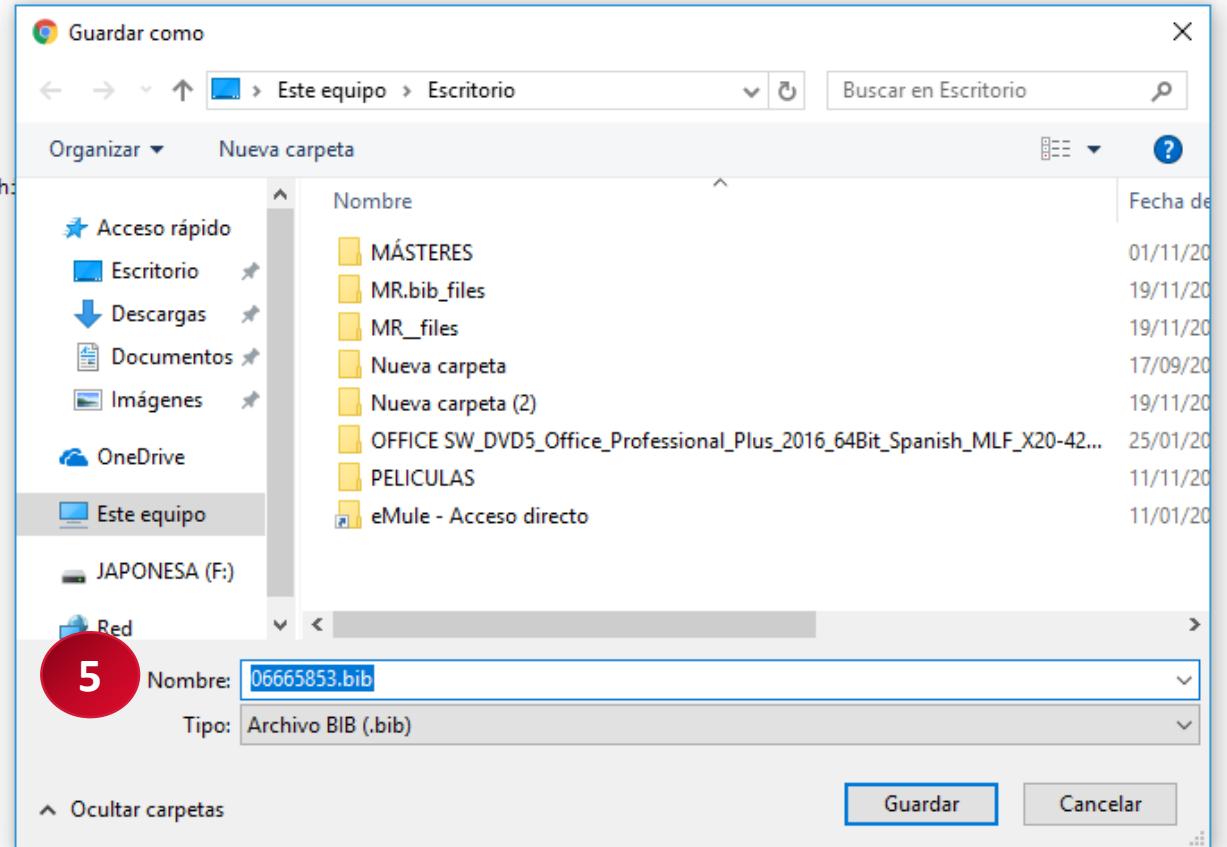 Guardar como
Este equipo > Escritorio
Buscar en Escritorio
Organizar
Nueva carpeta
Nombre
Fecha de
Acceso rápido
Escritorio
Descargas
Documentos
Imágenes
OneDrive
Este equipo
JAPONESA (F:)
Red
MÁSTERES 01/11/20
MR.bib_files 19/11/20
MR__files 19/11/20
Nueva carpeta 17/09/20
Nueva carpeta (2) 19/11/20
OFFICE SW_DVD5_Office_Professional_Plus_2016_64Bit_Spanish_MLF_X20-42... 25/01/20
PELICULAS 11/11/20
eMule - Acceso directo 11/01/20
5
Nombre: 06665853.bib
Tipo: Archivo BIB (.bib)
Ocultar carpetas
Guardar
Cancelar